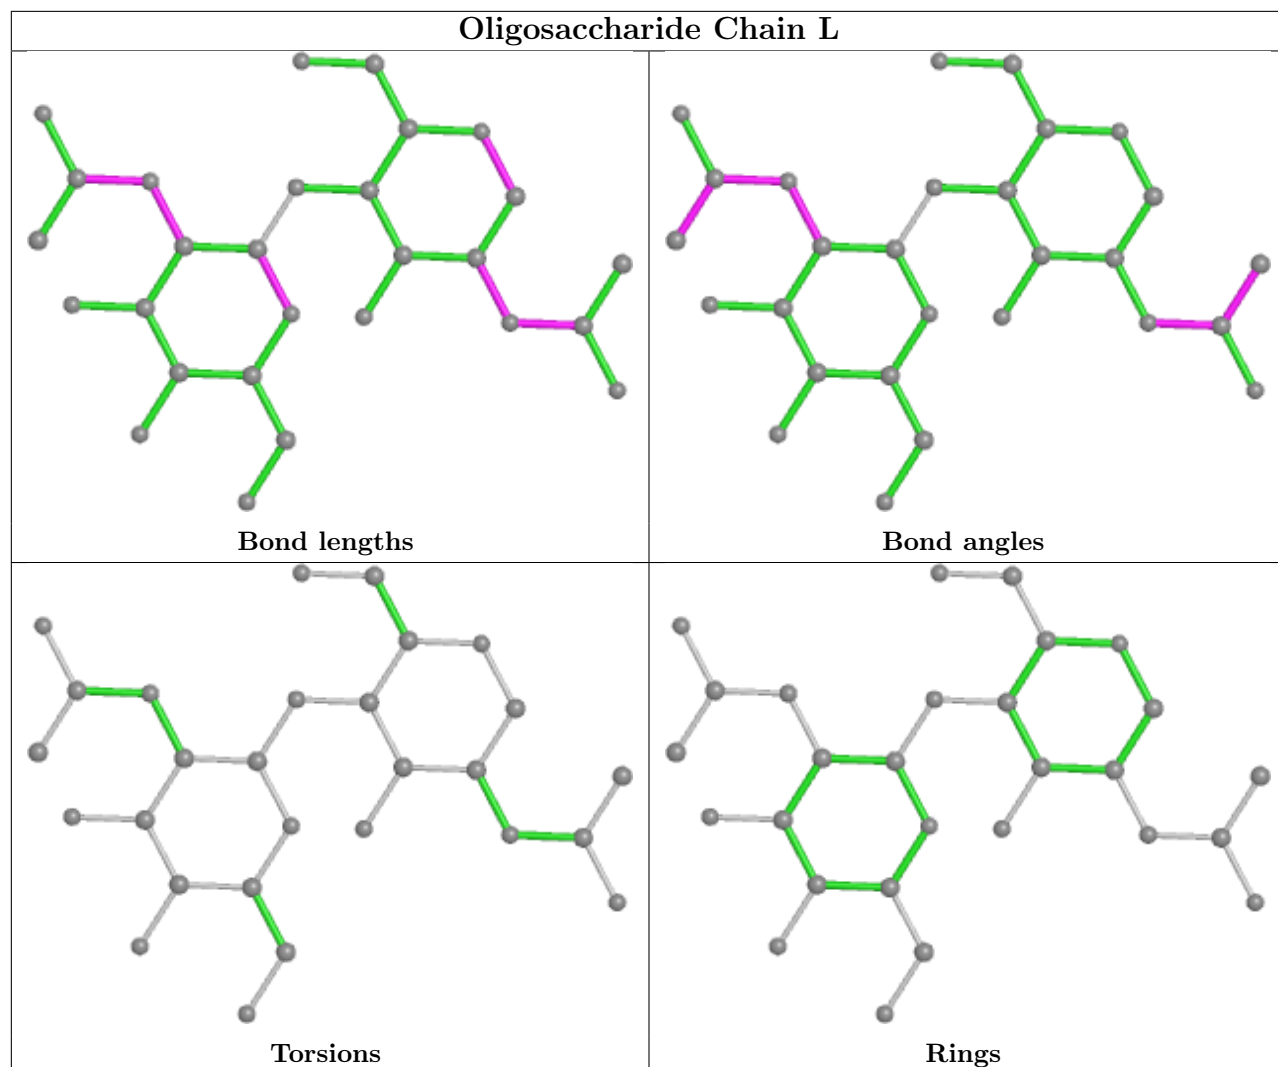 Oligosaccharide Chain L
Bond lengths
Bond angles
Torsions
Rings